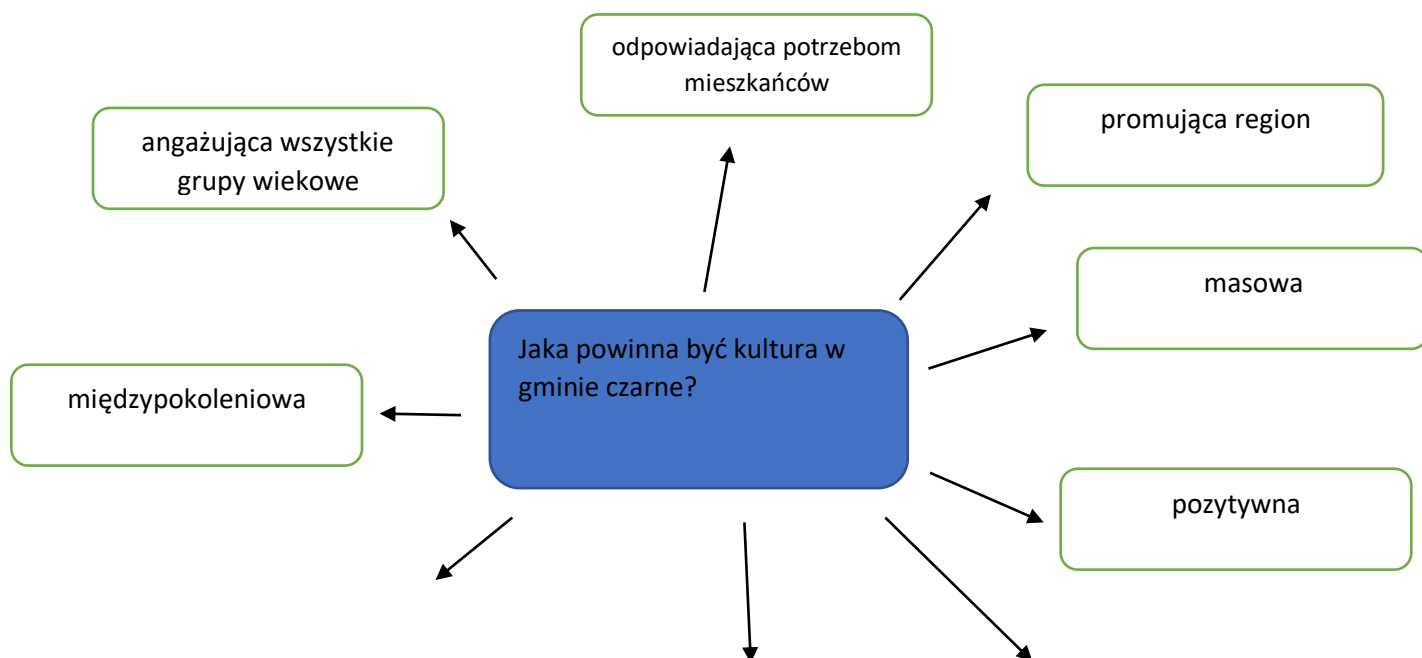 odpowiadająca potrzebom
mieszkańców
promująca region
angażująca wszystkie
grupy wiekowe
masowa
Jaka powinna być kultura w
gminie czarne?
międzypokoleniowa
pozytywna